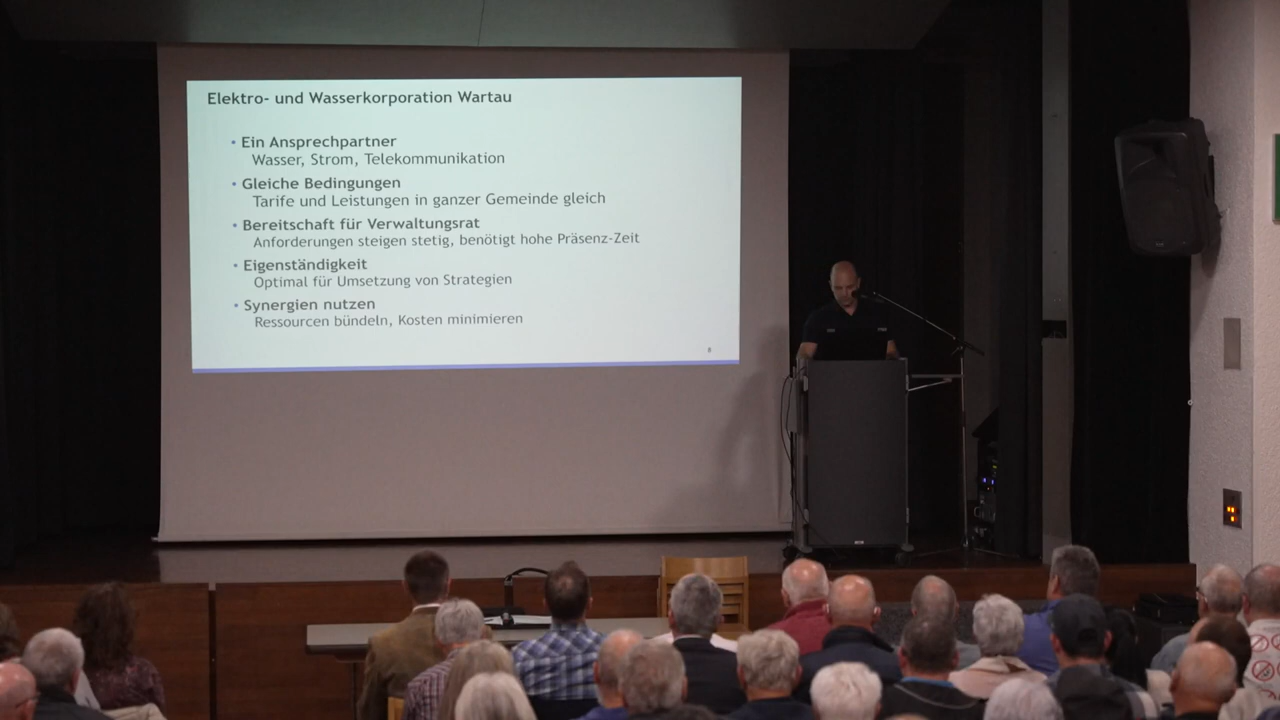 Elektro- und Wasserkorporation Wartau
• Ein Ansprechpartner
Wasser, Strom, Telekommunikation
• Gleiche Bedingungen
Tarife und Leistungen in ganzer Gemeinde gleich
• Bereitschaft für Verwaltungsrat
Anforderungen steigen stetig, benötigt hohe Präsenz-Zeit
• Eigenständigkeit
Optimal für Umsetzung von Strategien
• Synergien nutzen
Ressourcen bündeln, Kosten minimieren